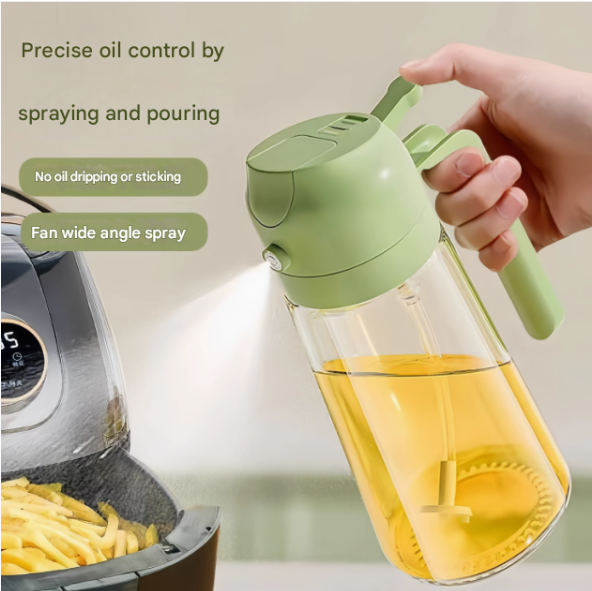 Precise oil control by
spraying and pouring
No oil dripping or sticking
Fan wide angle spray